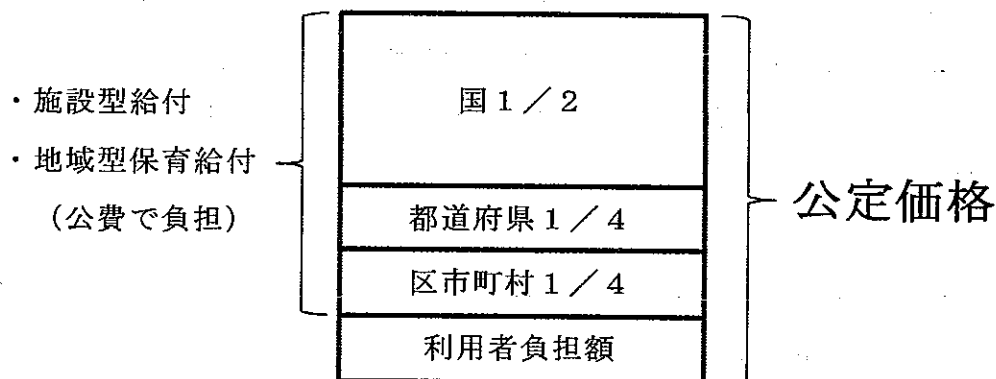 ・施設型給付
・地域型保育給付
（公費で負担）
国１／２
都道府県１／４
区市町村１／４
利用者負担額
公定価格